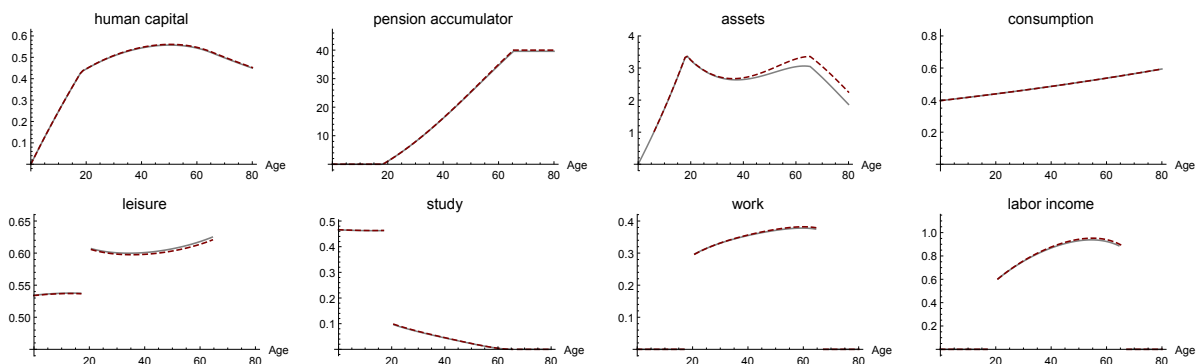 human capital
0.6
0.5
0.4
0.3
0.2
0.1
20 40 60 80
Age
pension accumulator
40
30
20
10
20 40 60 80
Age
assets
4
3
2
1
20 40 60 80
Age
consumption
0.8
0.6
0.4
0.2
20 40 60 80
Age
leisure
0.65
0.60
0.55
0.50
20 40 60 80
Age
study
0.5
0.4
0.3
0.2
0.1
20 40 60 80
Age
work
0.4
0.3
0.2
0.1
20 40 60 80
Age
labor income
1.0
0.8
0.6
0.4
0.2
20 40 60 80
Age